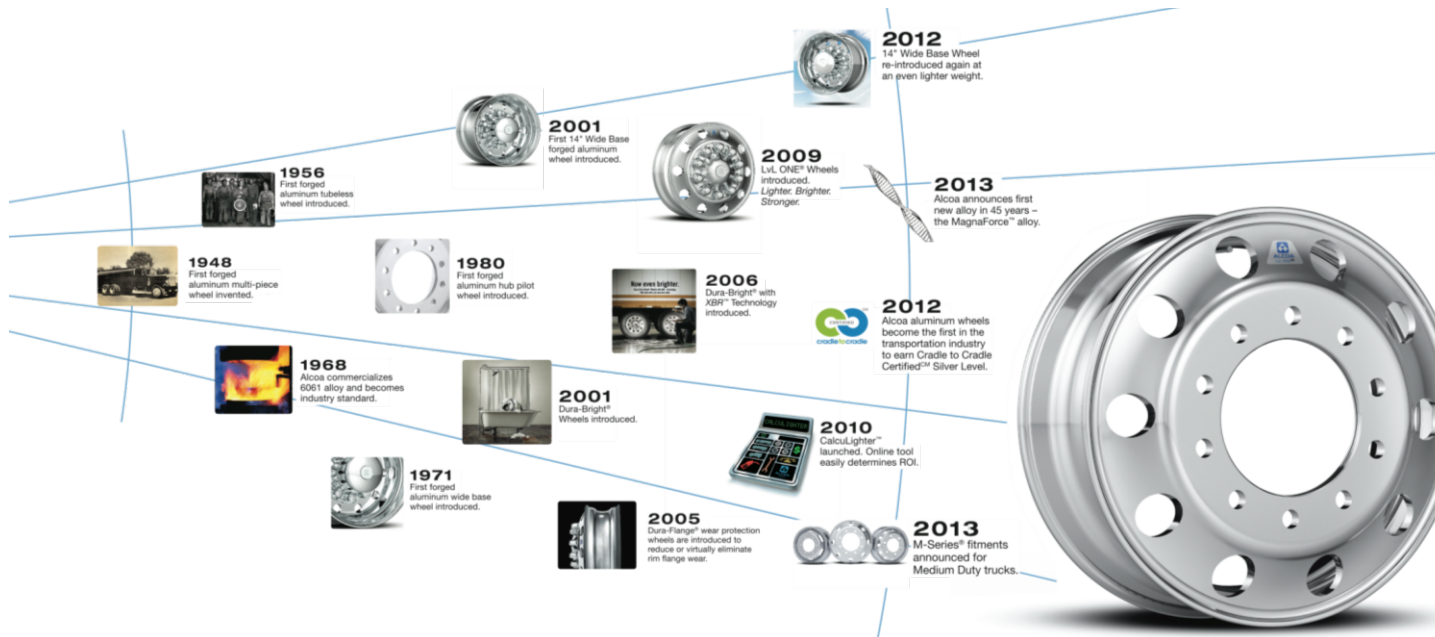 1948
First forged
aluminum multi-piece
wheel invented.
1956
First forged
aluminum tubeless
wheel introduced.
1968
Alcoa commercializes
6061 alloy and becomes
industry standard.
1971
First forged
aluminum wide base
wheel introduced.
1980
First forged
aluminum hub pilot
wheel introduced.
2001
First 14" Wide Base
forged aluminum
wheel introduced.
2001
Dura-Bright®
Wheels introduced.
2005
Dura-Flange® wear protection
wheels are introduced to
reduce or virtually eliminate
rim flange wear.
Now even brighter.
2006
Dura-Bright® with
XBR™ Technology
introduced.
2009
LvL ONE® Wheels
introduced.
Lighter. Brighter.
Stronger.
CALCULIGHTER
2010
CalcuLighter™
launched. Online tool
easily determines ROI.
2012
14" Wide Base Wheel
re-introduced again at
an even lighter weight.
CERTIFIED
cradletocradle
2012
Alcoa aluminum wheels
become the first in the
transportation industry
to earn Cradle to Cradle
Certified℠ Silver Level.
2013
Alcoa announces first
new alloy in 45 years –
the MagnaForce™ alloy.
2013
M-Series® fitments
announced for
Medium Duty trucks.
ALCOA